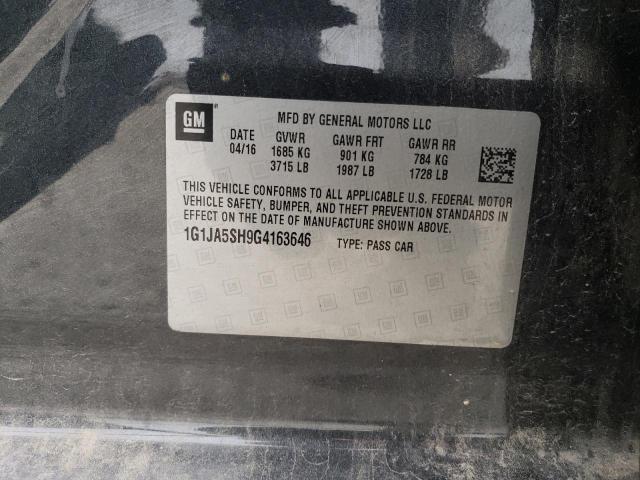 GM
MFD BY GENERAL MOTORS LLC
DATE GVWR GAWR FRT GAWR RR
04/16 1685 KG 901 KG 784 KG
3715 LB 1987 LB 1728 LB
THIS VEHICLE CONFORMS TO ALL APPLICABLE U.S. FEDERAL MOTOR
VEHICLE SAFETY, BUMPER, AND THEFT PREVENTION STANDARDS IN
EFFECT ON THE DATE OF MANUFACTURE SHOWN ABOVE.
1G1JA5SH9G4163646 TYPE: PASS CAR